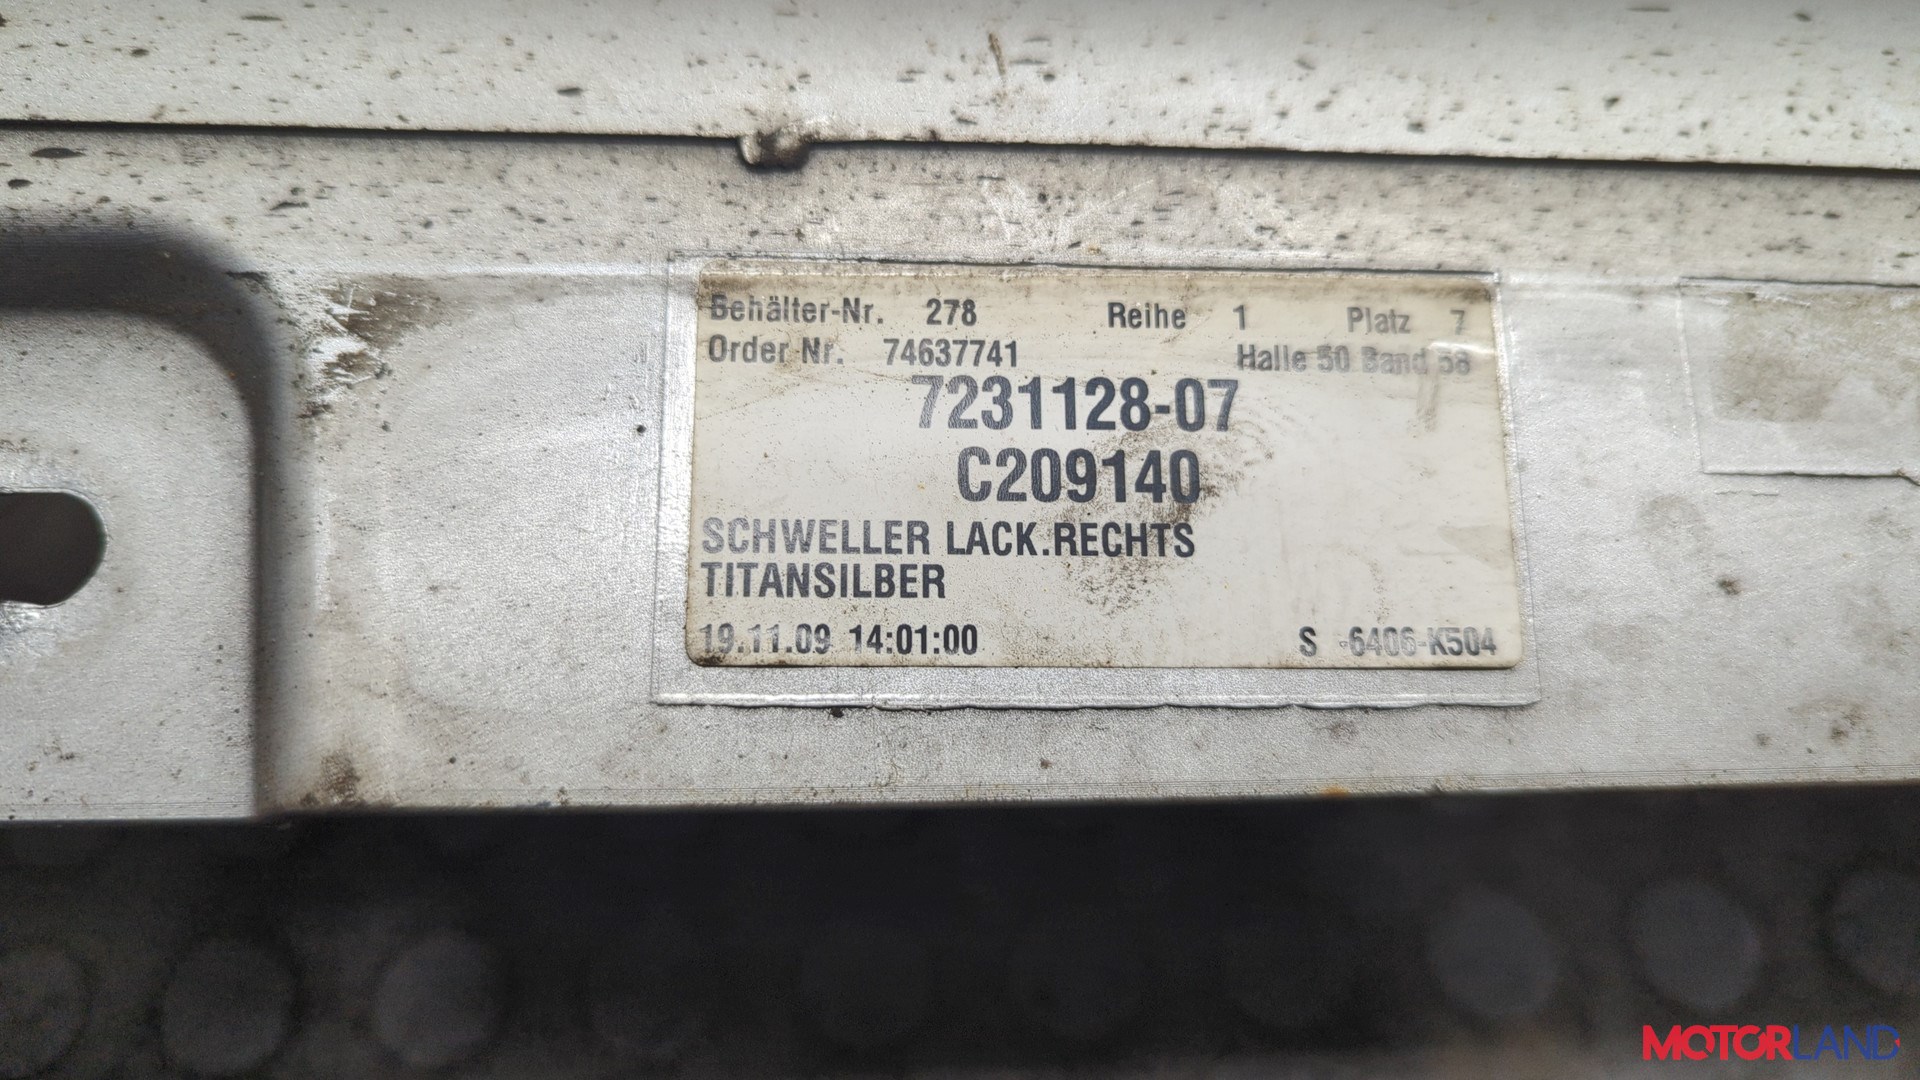 Behälter-Nr. 278 Reihe 1 Platz 7
Order Nr. 74637741 Halle 50 Band 58
7231128-07
C209140
SCHWELLER LACK.RECHTS
TITANSILBER
19.11.09 14:01:00 S -6406-K504
MOTORLAND